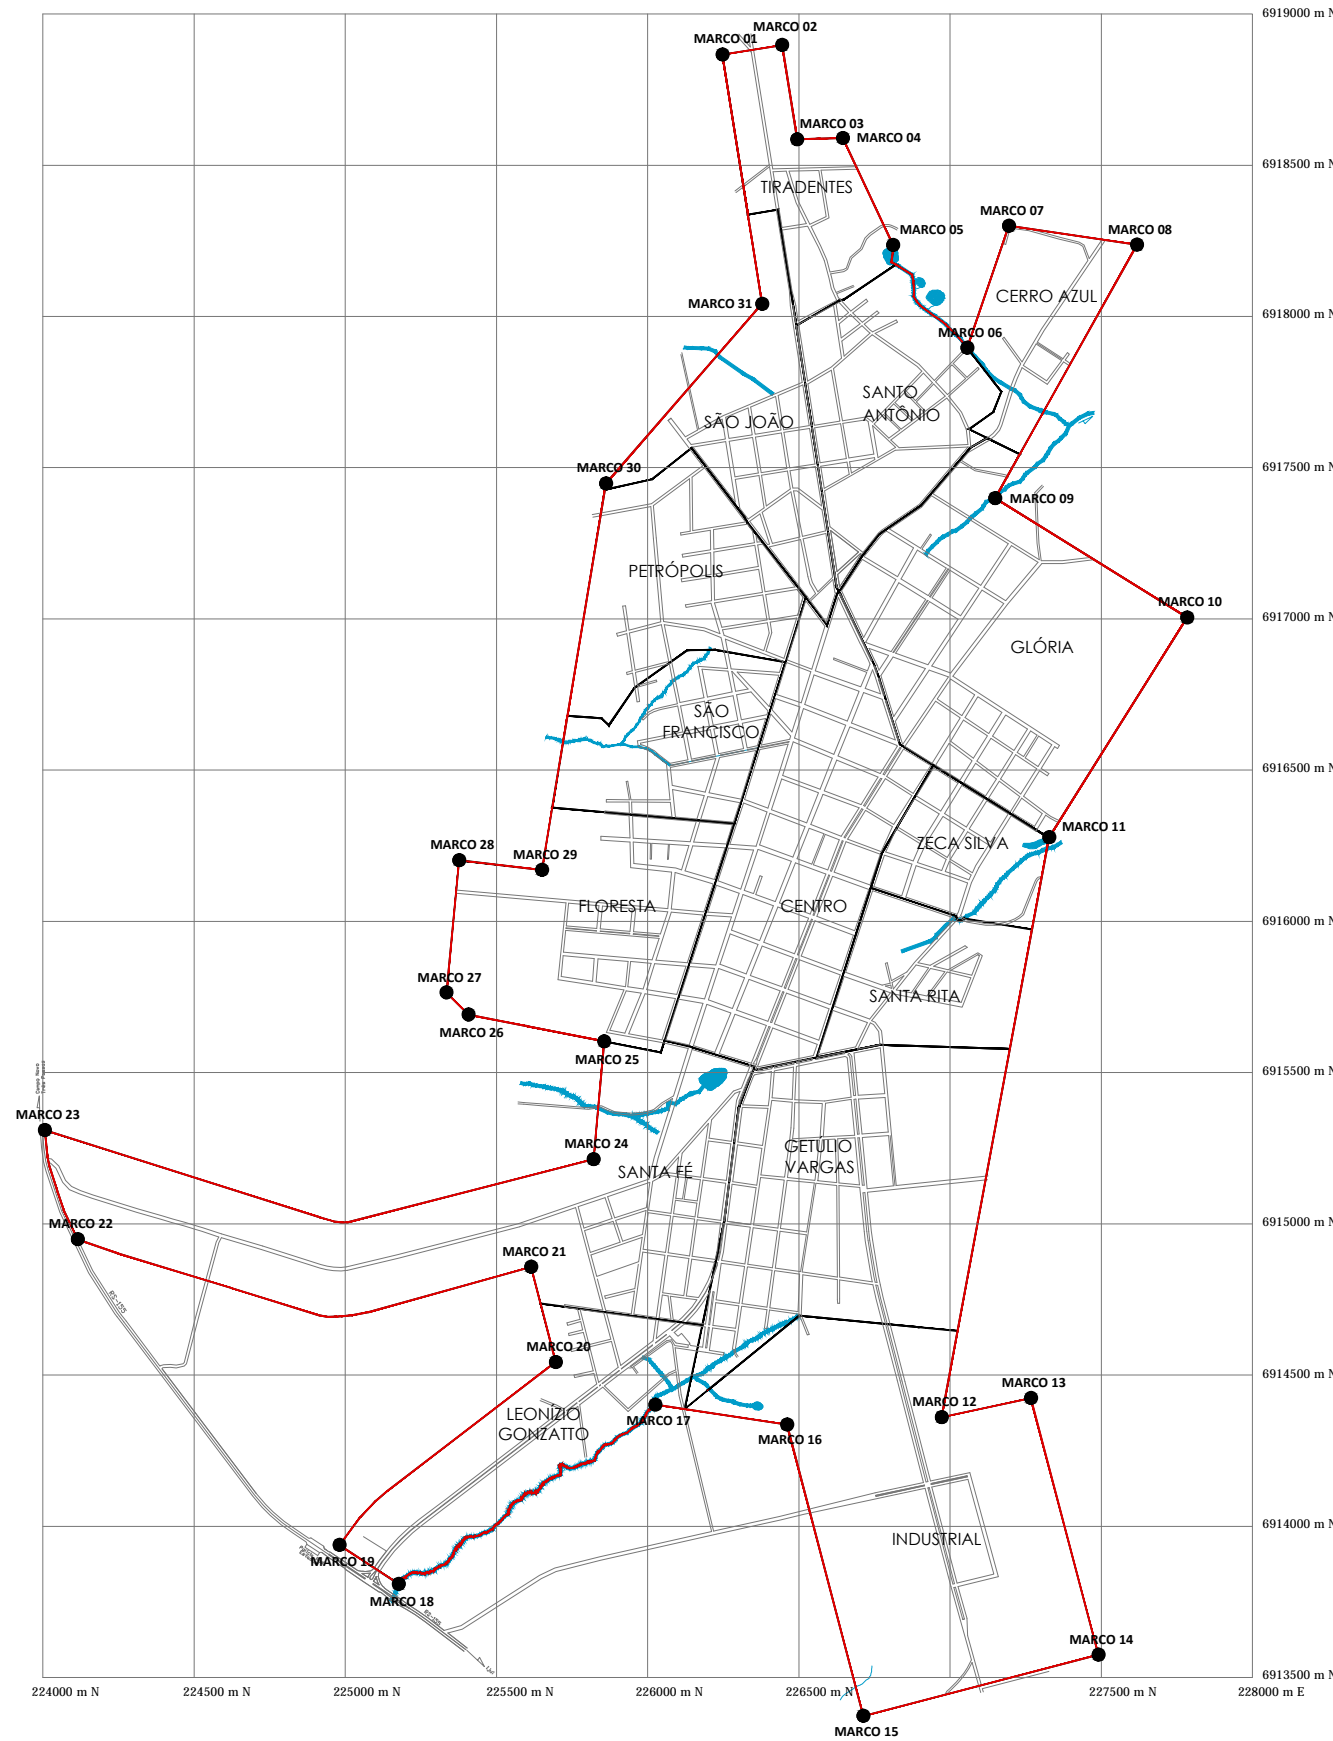 6919000 m N
MARCO 02
MARCO 01
MARCO 03
MARCO 04
6918500 m N
TIRADENTES
MARCO 07
MARCO 05
MARCO 08
CERRO AZUL
MARCO 31
6918000 m N
MARCO 06
SANTO
ANTÔNIO
SÃO JOÃO
MARCO 30
6917500 m N
MARCO 09
PETRÓPOLIS
MARCO 10
6917000 m N
GLÓRIA
SÃO
FRANCISCO
6916500 m N
MARCO 11
ZECA SILVA
MARCO 28
MARCO 29
FLORESTA
CENTRO
6916000 m N
MARCO 27
SANTA RITA
MARCO 26
MARCO 25
6915500 m N
MARCO 23
GETÚLIO
VARGAS
MARCO 24
SANTA FÉ
MARCO 22
6915000 m N
MARCO 21
RS-155
MARCO 20
6914500 m N
MARCO 13
MARCO 12
LEONÍZIO
GONZATTO
MARCO 17
MARCO 16
6914000 m N
INDUSTRIAL
MARCO 19
MARCO 18
RS-155
MARCO 14
6913500 m N
224000 m N
224500 m N
225000 m N
225500 m N
226000 m N
226500 m N
227500 m N
228000 m E
MARCO 15